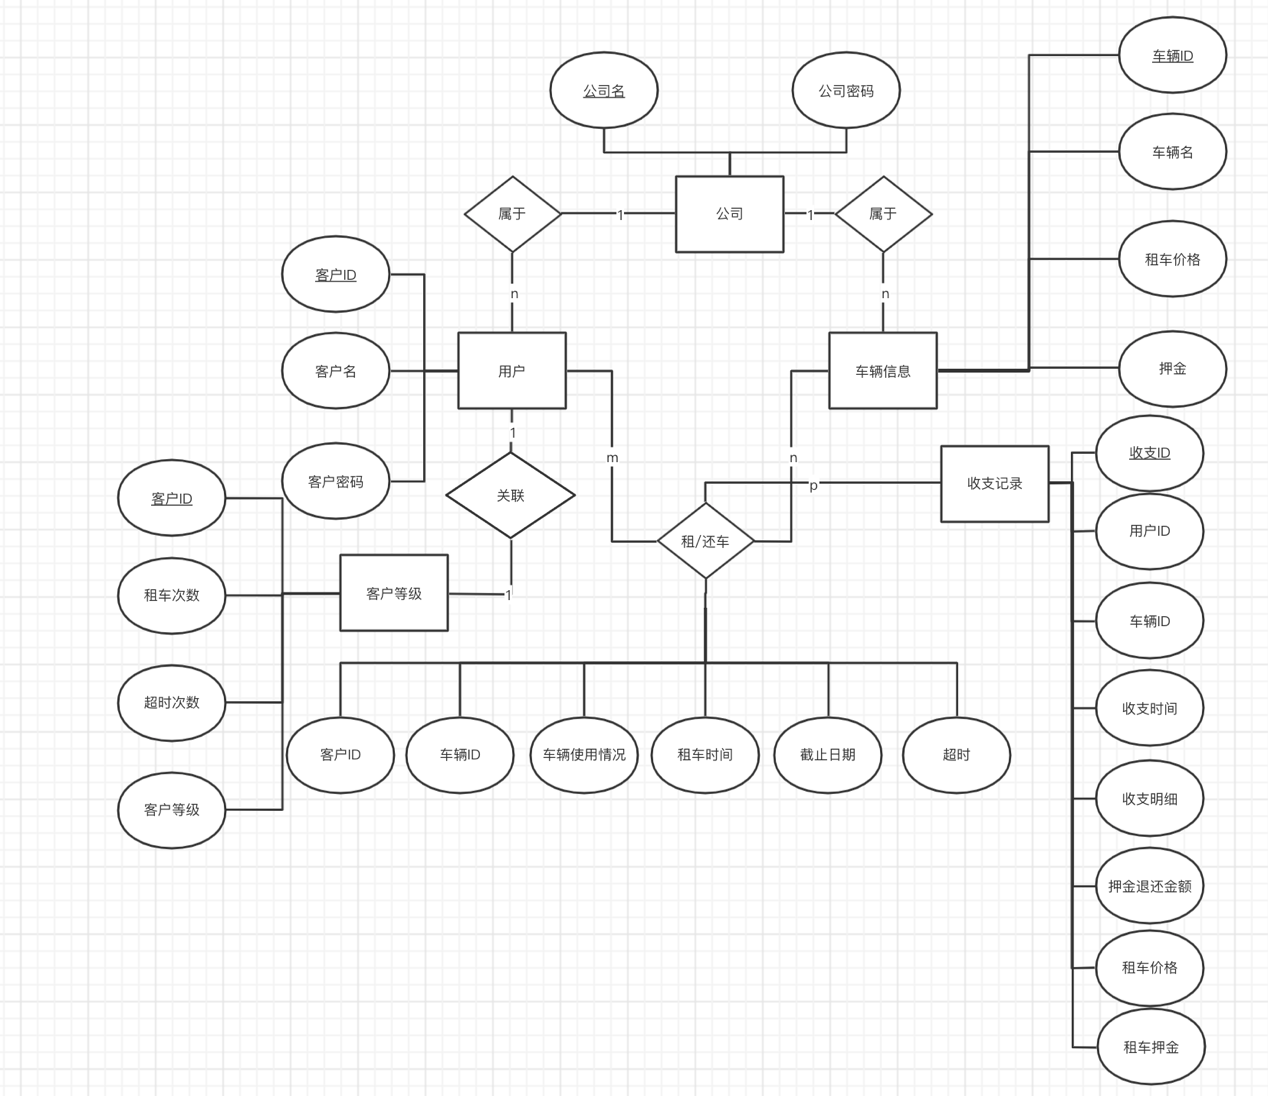 车辆ID
公司名
公司密码
车辆名
属于
1
公司
1
属于
租车价格
客户ID
n
n
客户名
用户
车辆信息
押金
1
m
n
收支ID
客户密码
关联
p
收支记录
客户ID
租/还车
用户ID
租车次数
客户等级
1
车辆ID
超时次数
收支时间
客户ID
车辆ID
车辆使用情况
租车时间
截止日期
超时
客户等级
收支明细
押金退还金额
租车价格
租车押金